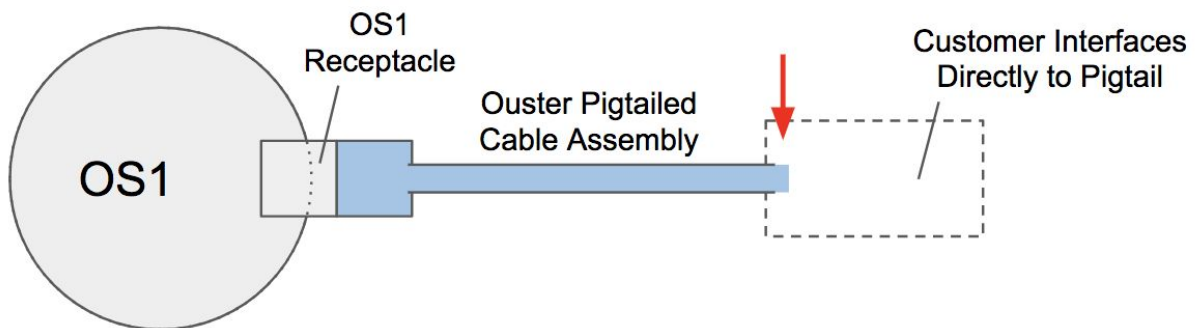 OS1
Receptacle
Customer Interfaces
Directly to Pigtail
Ouster Pigtailed
Cable Assembly
OS1